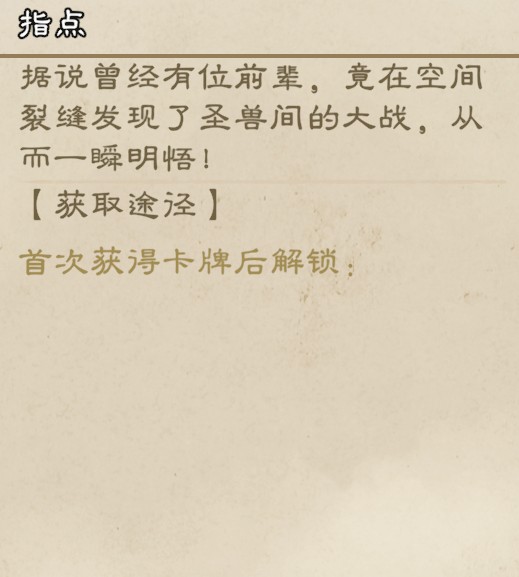 指点
据说曾经有位前辈，竟在空间
裂缝发现了圣兽间的大战，从
而一瞬明悟！
【获取途径】
首次获得卡牌后解锁：